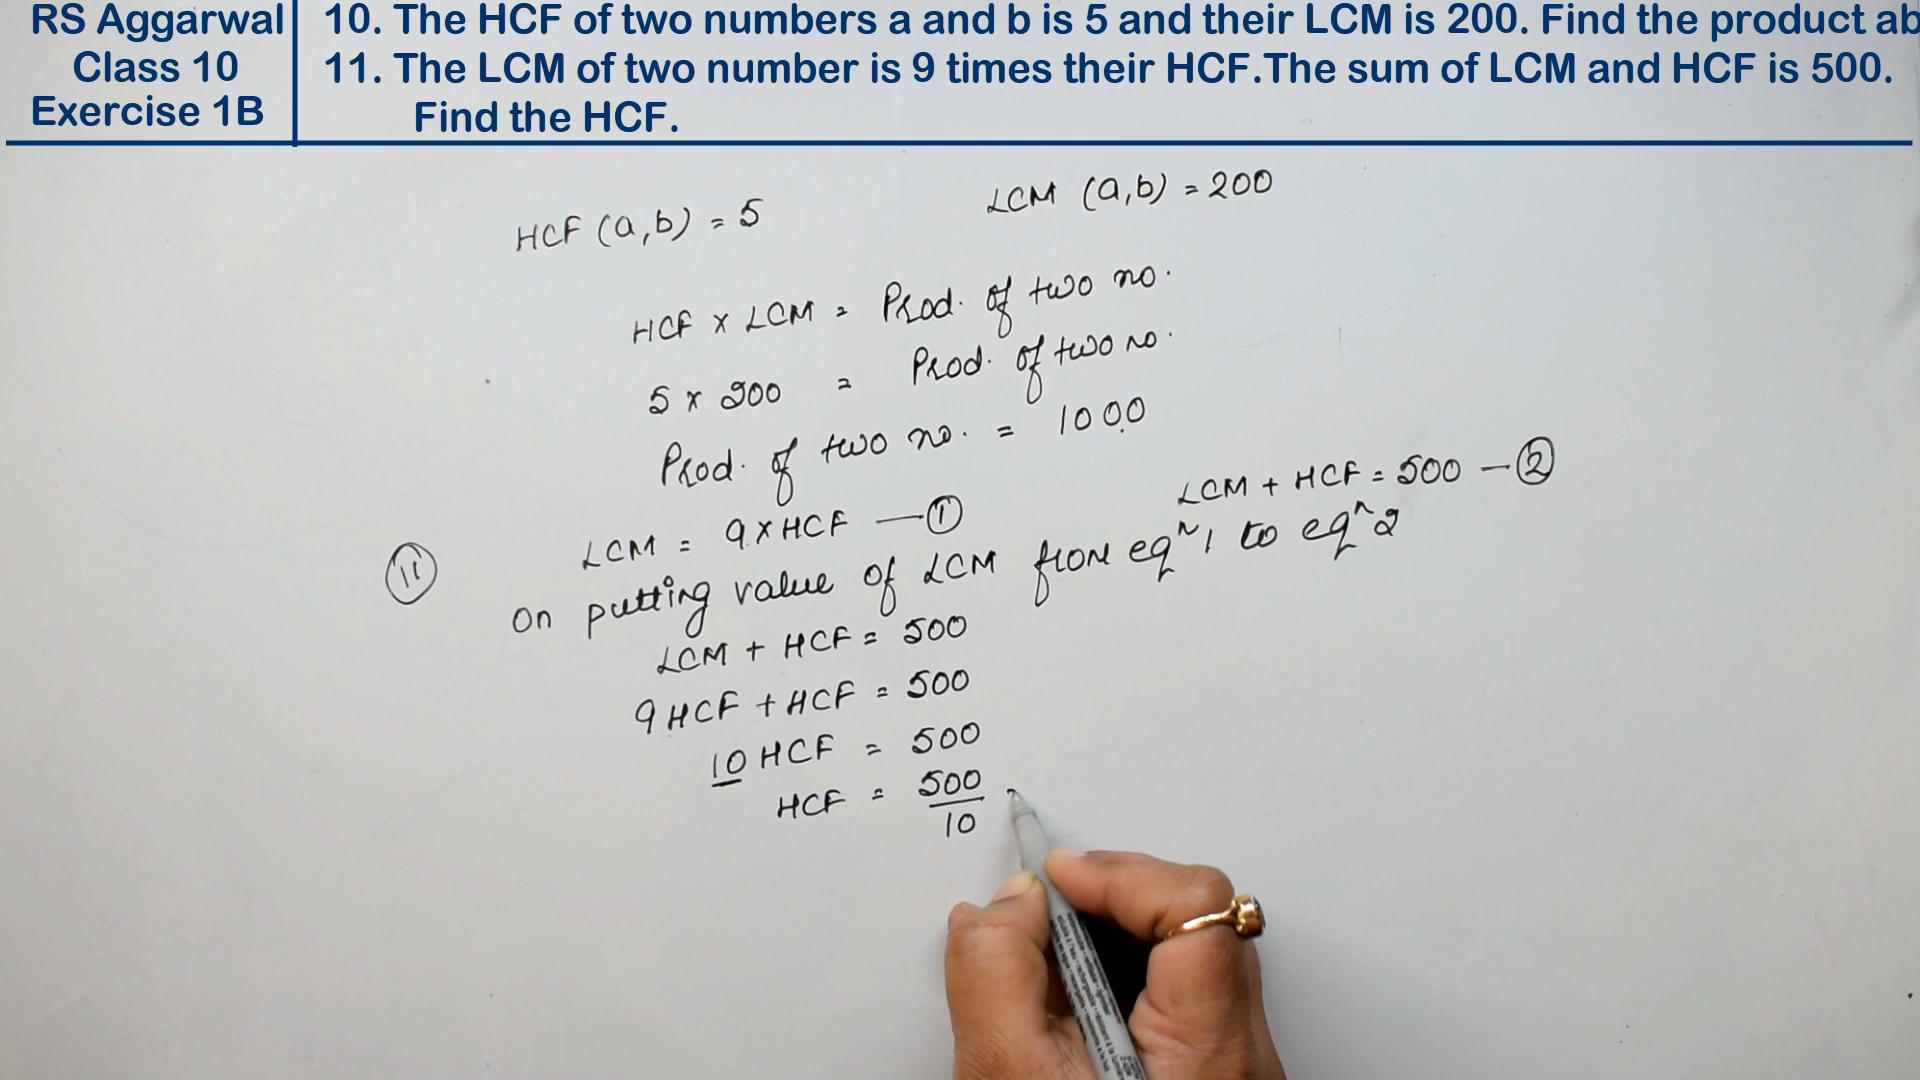 RS Aggarwal
Class 10
Exercise 1B
10. The HCF of two numbers a and b is 5 and their LCM is 200. Find the product ab
11. The LCM of two number is 9 times their HCF.The sum of LCM and HCF is 500.
Find the HCF.
HCF (a,b) = 5
LCM (a,b) = 200
HCF x LCM = Prod. of two no.
5 x 200 = Prod. of two no.
Prod. of two no. = 1000
11
LCM = 9 x HCF — 1
LCM + HCF = 500 — 2
On putting value of LCM from eqⁿ 1 to eqⁿ 2
LCM + HCF = 500
9 HCF + HCF = 500
10 HCF = 500
HCF = 500
10